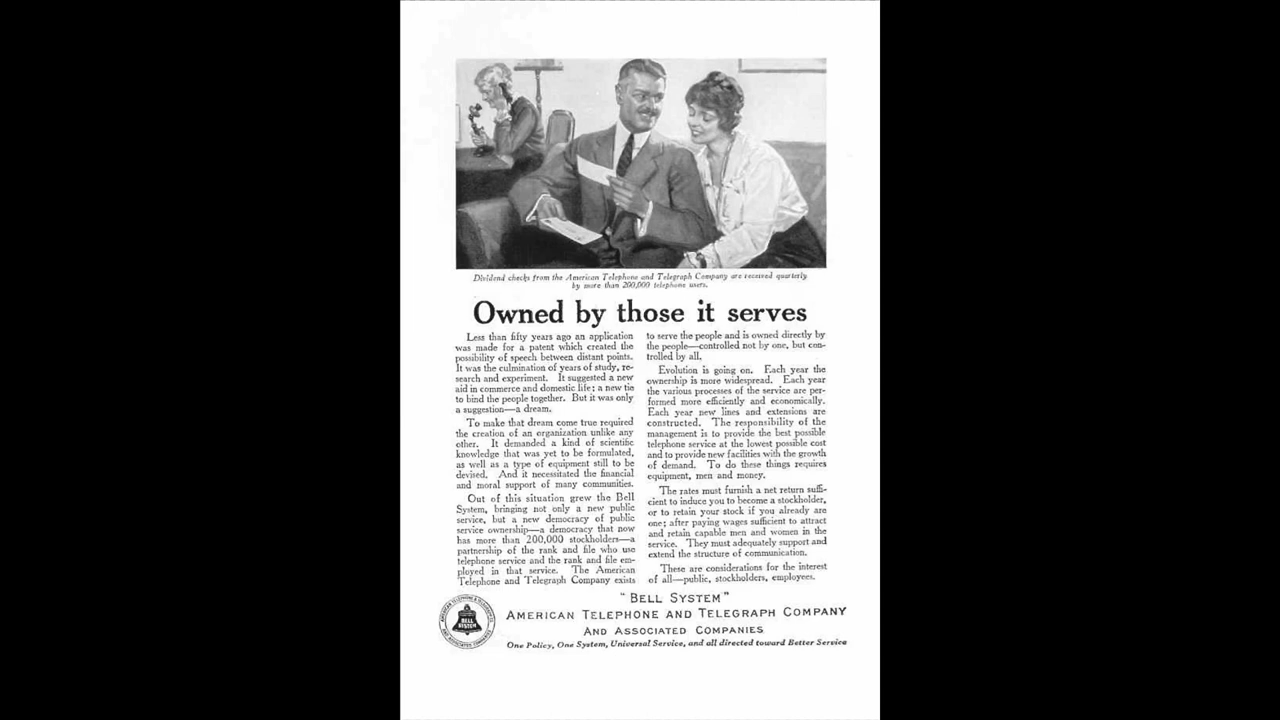 Dividend checks from the American Telephone and Telegraph Company are received quarterly
by more than 200,000 telephone users.
Owned by those it serves
Less than fifty years ago an application
was made for a patent which created the
possibility of speech between distant points.
It was the culmination of years of study, re-
search and experiment. It suggested a new
aid in commerce and domestic life; a new tie
to bind the people together. But it was only
a suggestion—a dream.
To make that dream come true required
the creation of an organization unlike any
other. It demanded a kind of scientific
knowledge that was yet to be formulated,
as well as a type of equipment still to be
devised. And it necessitated the financial
and moral support of many communities.
Out of this situation grew the Bell
System, bringing not only a new public
service, but a new democracy of public
service ownership—a democracy that now
has more than 200,000 stockholders—a
partnership of the rank and file who use
telephone service and the rank and file em-
ployed in that service. The American
Telephone and Telegraph Company exists
to serve the people and is owned directly by
the people—controlled not by one, but con-
trolled by all.
Evolution is going on. Each year the
ownership is more widespread. Each year
the various processes of the service are per-
formed more efficiently and economically.
Each year new lines and extensions are
constructed. The responsibility of the
management is to provide the best possible
telephone service at the lowest possible cost
and to provide new facilities with the growth
of demand. To do these things requires
equipment, men and money.
The rates must furnish a net return suffi-
cient to induce you to become a stockholder,
or to retain your stock if you already are
one; after paying wages sufficient to attract
and retain capable men and women in the
service. They must adequately support and
extend the structure of communication.
These are considerations for the interest
of all—public, stockholders, employees.
AMERICAN TELEPHONE & TELEGRAPH CO.
BELL
SYSTEM
AND ASSOCIATED COMPANIES
"BELL SYSTEM"
AMERICAN TELEPHONE AND TELEGRAPH COMPANY
AND ASSOCIATED COMPANIES
One Policy, One System, Universal Service, and all directed toward Better Service